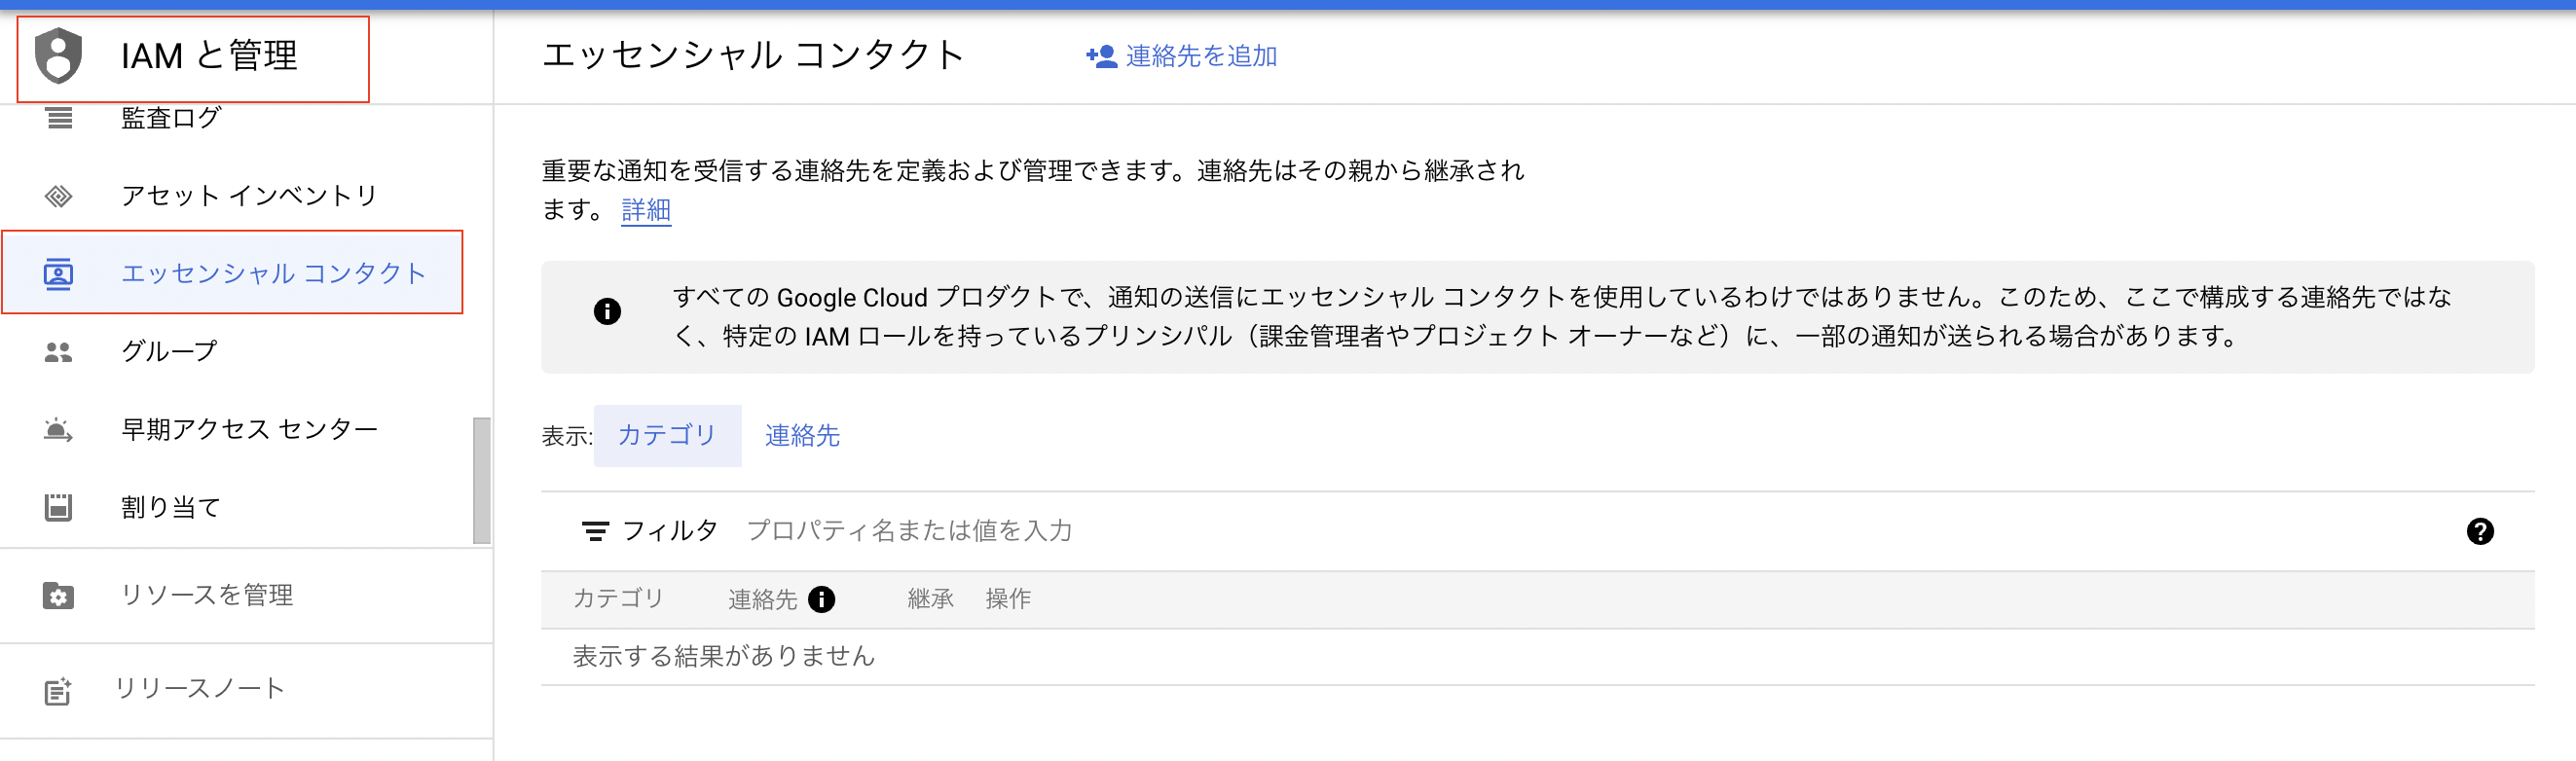 IAM と管理
監査ログ
アセット インベントリ
エッセンシャル コンタクト
グループ
早期アクセス センター
割り当て
リソースを管理
リリースノート
エッセンシャル コンタクト
連絡先を追加
重要な通知を受信する連絡先を定義および管理できます。連絡先はその親から継承され
ます。 詳細
すべての Google Cloud プロダクトで、通知の送信にエッセンシャル コンタクトを使用しているわけではありません。このため、ここで構成する連絡先ではな
く、特定の IAM ロールを持っているプリンシパル（課金管理者やプロジェクト オーナーなど）に、一部の通知が送られる場合があります。
表示: カテゴリ 連絡先
フィルタ プロパティ名または値を入力
カテゴリ 連絡先 継承 操作
表示する結果がありません